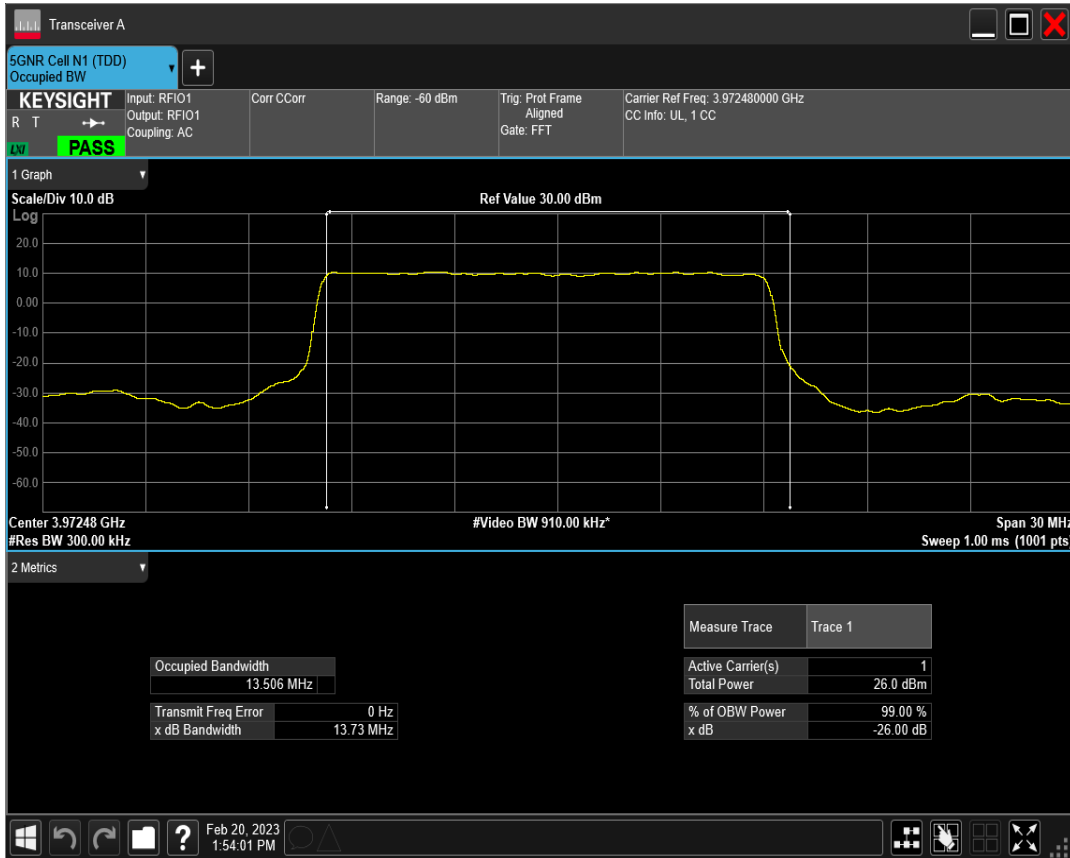 Transceiver A
5GNR Cell N1 (TDD)
Occupied BW
+
KEYSIGHT
R T
LXI
PASS
Input: RFIO1
Output: RFIO1
Coupling: AC
Corr CCorr
Range: -60 dBm
Trig: Prot Frame
Aligned
Gate: FFT
Carrier Ref Freq: 3.972480000 GHz
CC Info: UL, 1 CC
1 Graph
Scale/Div 10.0 dB
Ref Value 30.00 dBm
Log
20.0
10.0
0.00
-10.0
-20.0
-30.0
-40.0
-50.0
-60.0
Center 3.97248 GHz
#Video BW 910.00 kHz*
Span 30 MHz
#Res BW 300.00 kHz
Sweep 1.00 ms (1001 pts)
2 Metrics
Measure Trace Trace 1
Occupied Bandwidth
13.506 MHz
Active Carrier(s) 1
Total Power 26.0 dBm
Transmit Freq Error 0 Hz
x dB Bandwidth 13.73 MHz
% of OBW Power 99.00 %
x dB -26.00 dB
?
Feb 20, 2023
1:54:01 PM